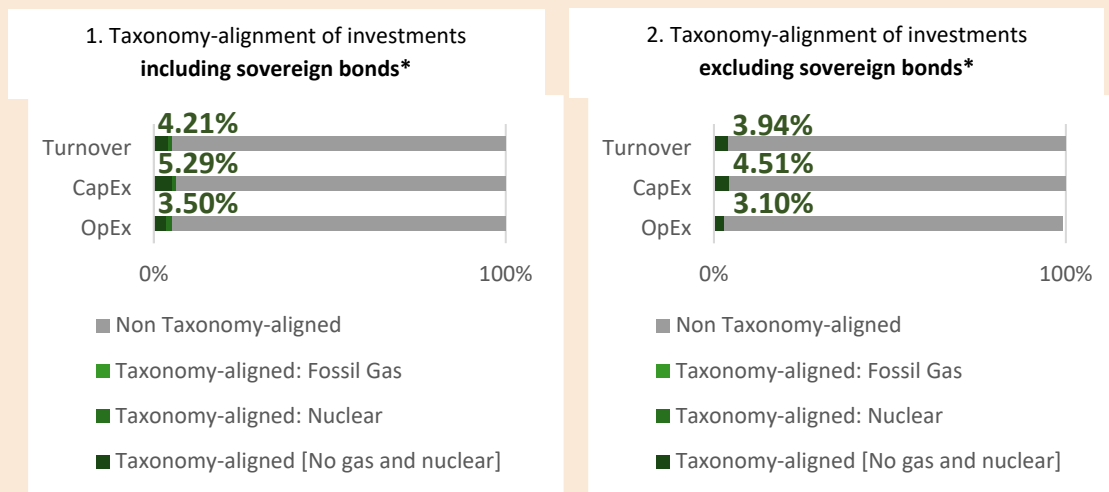 1. Taxonomy-alignment of investments
including sovereign bonds*
4.21%
Turnover
5.29%
CapEx
3.50%
OpEx
0%
100%
Non Taxonomy-aligned
Taxonomy-aligned: Fossil Gas
Taxonomy-aligned: Nuclear
Taxonomy-aligned [No gas and nuclear]
2. Taxonomy-alignment of investments
excluding sovereign bonds*
3.94%
Turnover
4.51%
CapEx
3.10%
OpEx
0%
100%
Non Taxonomy-aligned
Taxonomy-aligned: Fossil Gas
Taxonomy-aligned: Nuclear
Taxonomy-aligned [No gas and nuclear]